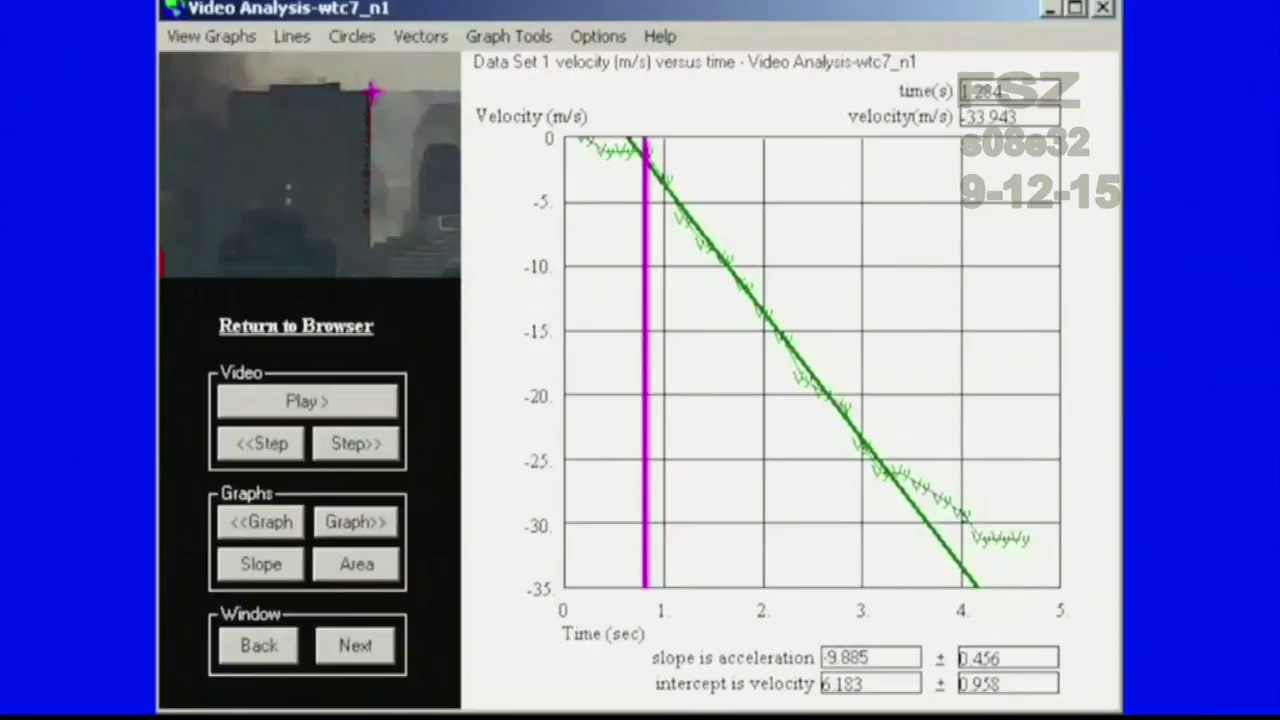 Video Analysis-wtc7_n1
View Graphs Lines Circles Vectors Graph Tools Options Help
Data Set 1 velocity (m/s) versus time - Video Analysis-wtc7_n1
time(s) 1.284
Velocity (m/s) velocity(m/s) -33.943
FSZ
s08e32
9-12-15
0
-5.
-10.
-15.
-20.
-25.
-30.
-35.
0 1. 2. 3. 4. 5.
Time (sec)
slope is acceleration -9.885 ± 0.456
intercept is velocity 6.183 ± 0.958
Return to Browser
Video
Play >
<<Step Step>>
Graphs
<<Graph Graph>>
Slope Area
Window
Back Next